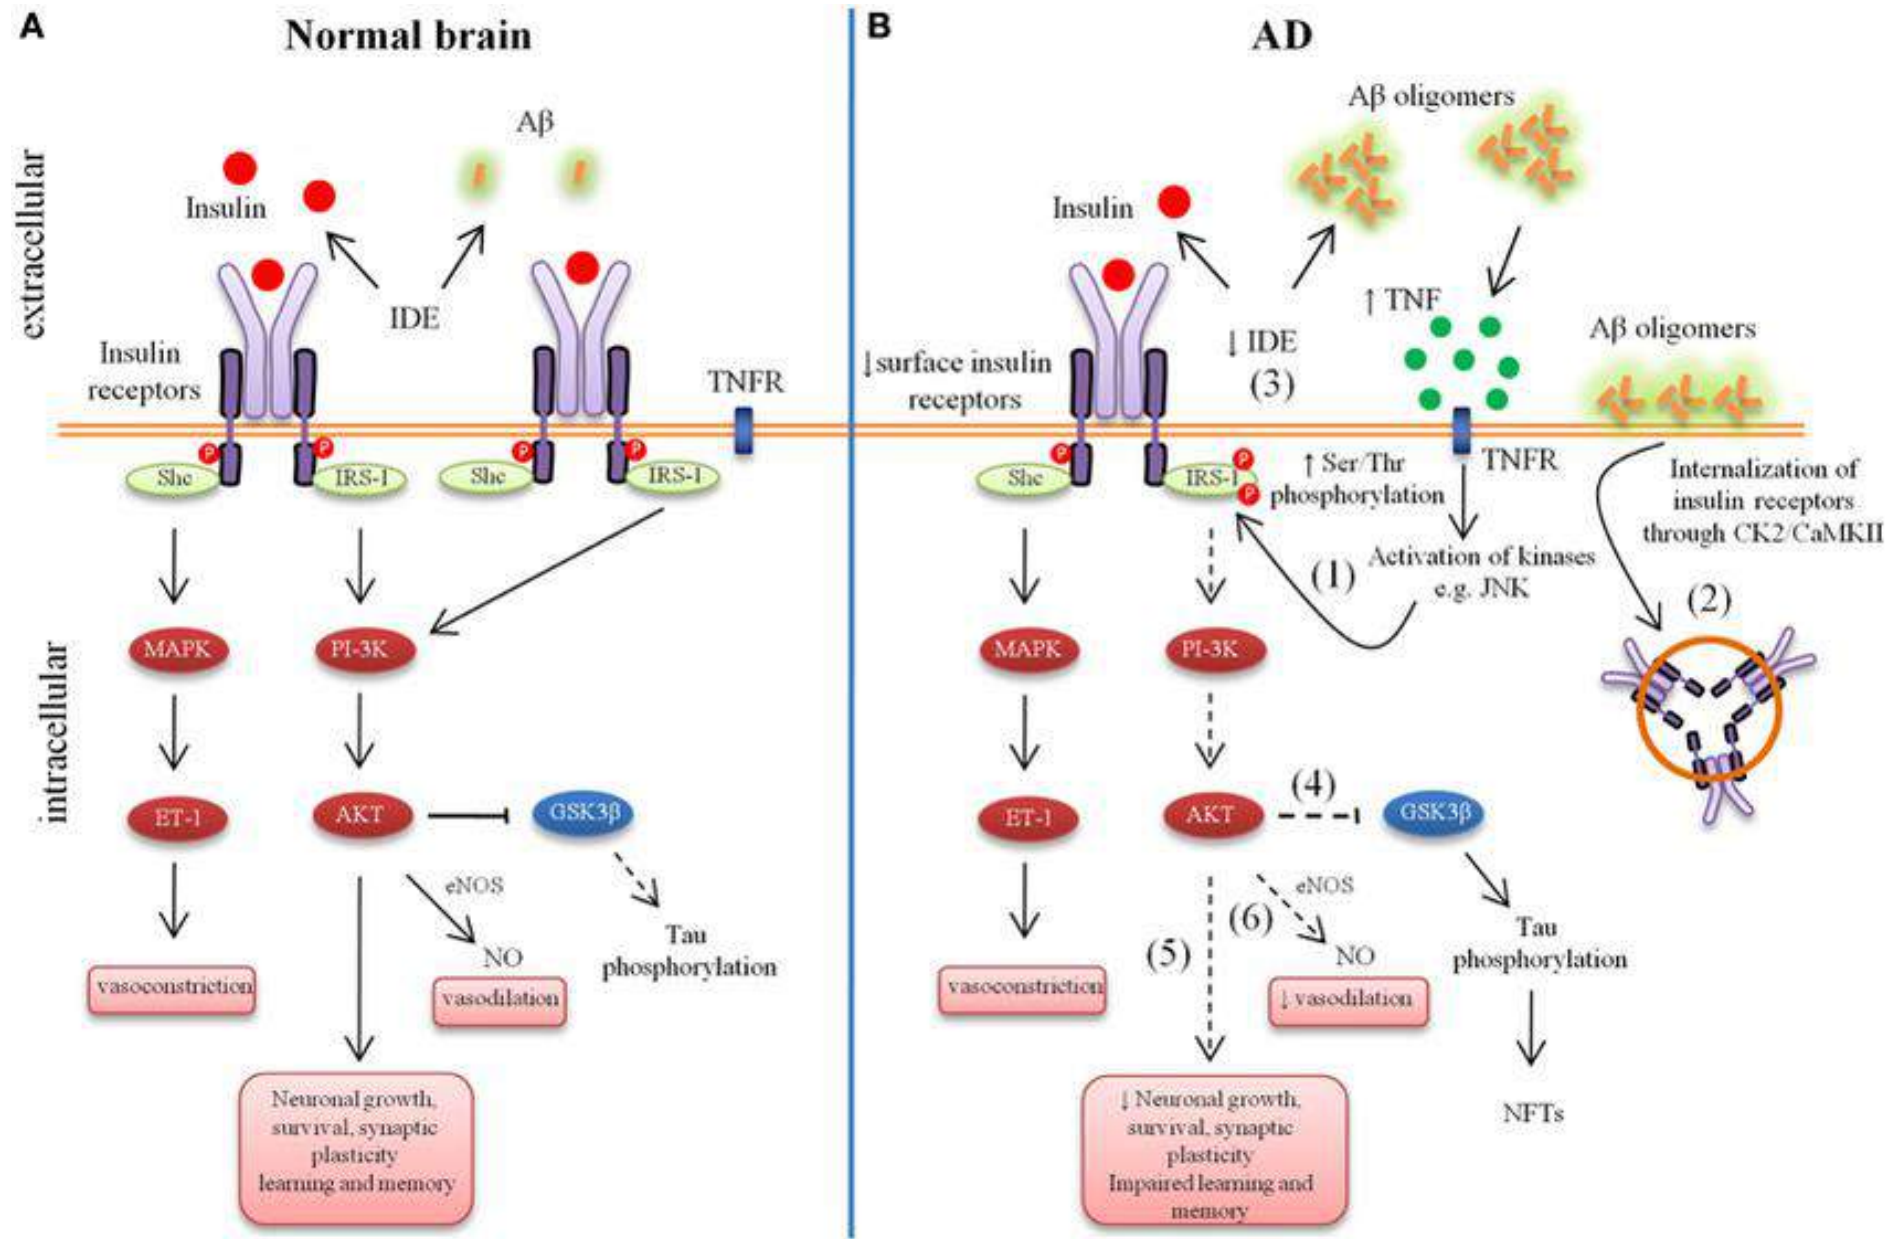 A
Normal brain
extracellular
Aβ
Insulin
IDE
Insulin
receptors
TNFR
P
P
P
P
Shc
IRS-1
Shc
IRS-1
intracellular
MAPK
PI-3K
ET-1
AKT
GSK3β
eNOS
NO
Tau
phosphorylation
vasoconstriction
vasodilation
Neuronal growth,
survival, synaptic
plasticity
learning and memory
B
AD
Aβ oligomers
Insulin
↑ TNF
↓ IDE
(3)
Aβ oligomers
↓surface insulin
receptors
P
P
P
Shc
IRS-1
↑ Ser/Thr
phosphorylation
TNFR
Internalization of
insulin receptors
through CK2/CaMKII
(1)
Activation of kinases
e.g. JNK
(2)
MAPK
PI-3K
ET-1
AKT
(4)
GSK3β
eNOS
(5)
(6)
NO
Tau
phosphorylation
vasoconstriction
↓ vasodilation
NFTs
↓ Neuronal growth,
survival, synaptic
plasticity
Impaired learning and
memory